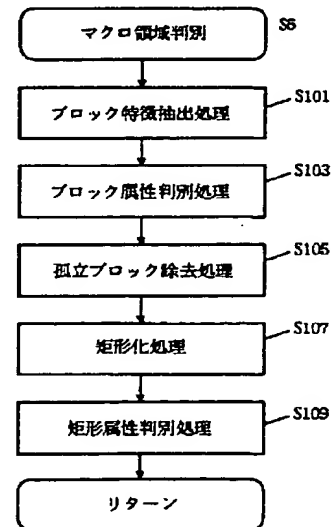 マクロ領域判別 S6
ブロック特徴抽出処理 S101
ブロック属性判別処理 S103
孤立ブロック除去処理 S105
矩形化処理 S107
矩形属性判別処理 S109
リターン